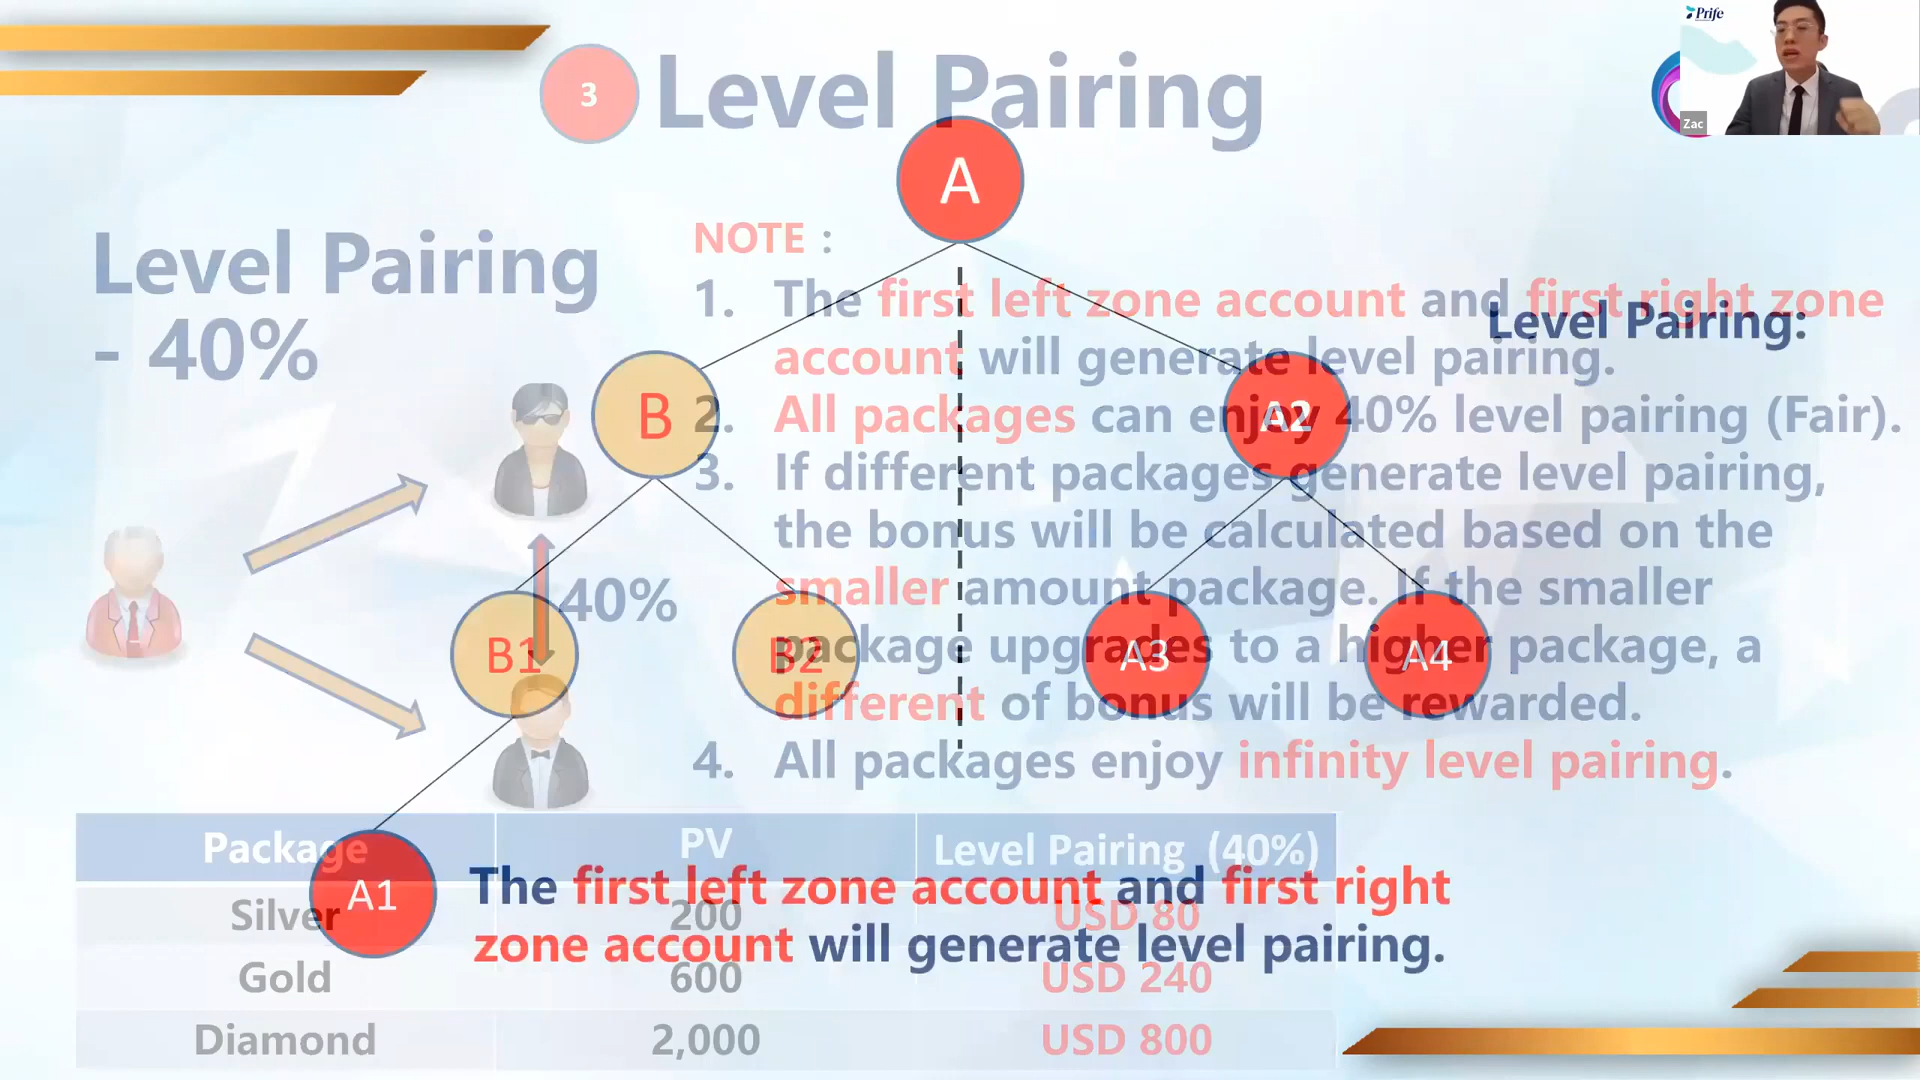 Prife
Zac
3
Level Pairing
A
Level Pairing
- 40%
NOTE :
1. The first left zone account and first right zone
account will generate level pairing.
Level Pairing:
B
A2
2. All packages can enjoy 40% level pairing (Fair).
3. If different packages generate level pairing,
the bonus will be calculated based on the
smaller amount package. If the smaller
package upgrades to a higher package, a
different of bonus will be rewarded.
4. All packages enjoy infinity level pairing.
40%
B1
B2
A3
A4
A1
The first left zone account and first right
zone account will generate level pairing.
Package PV Level Pairing (40%)
Silver 200 USD 80
Gold 600 USD 240
Diamond 2,000 USD 800